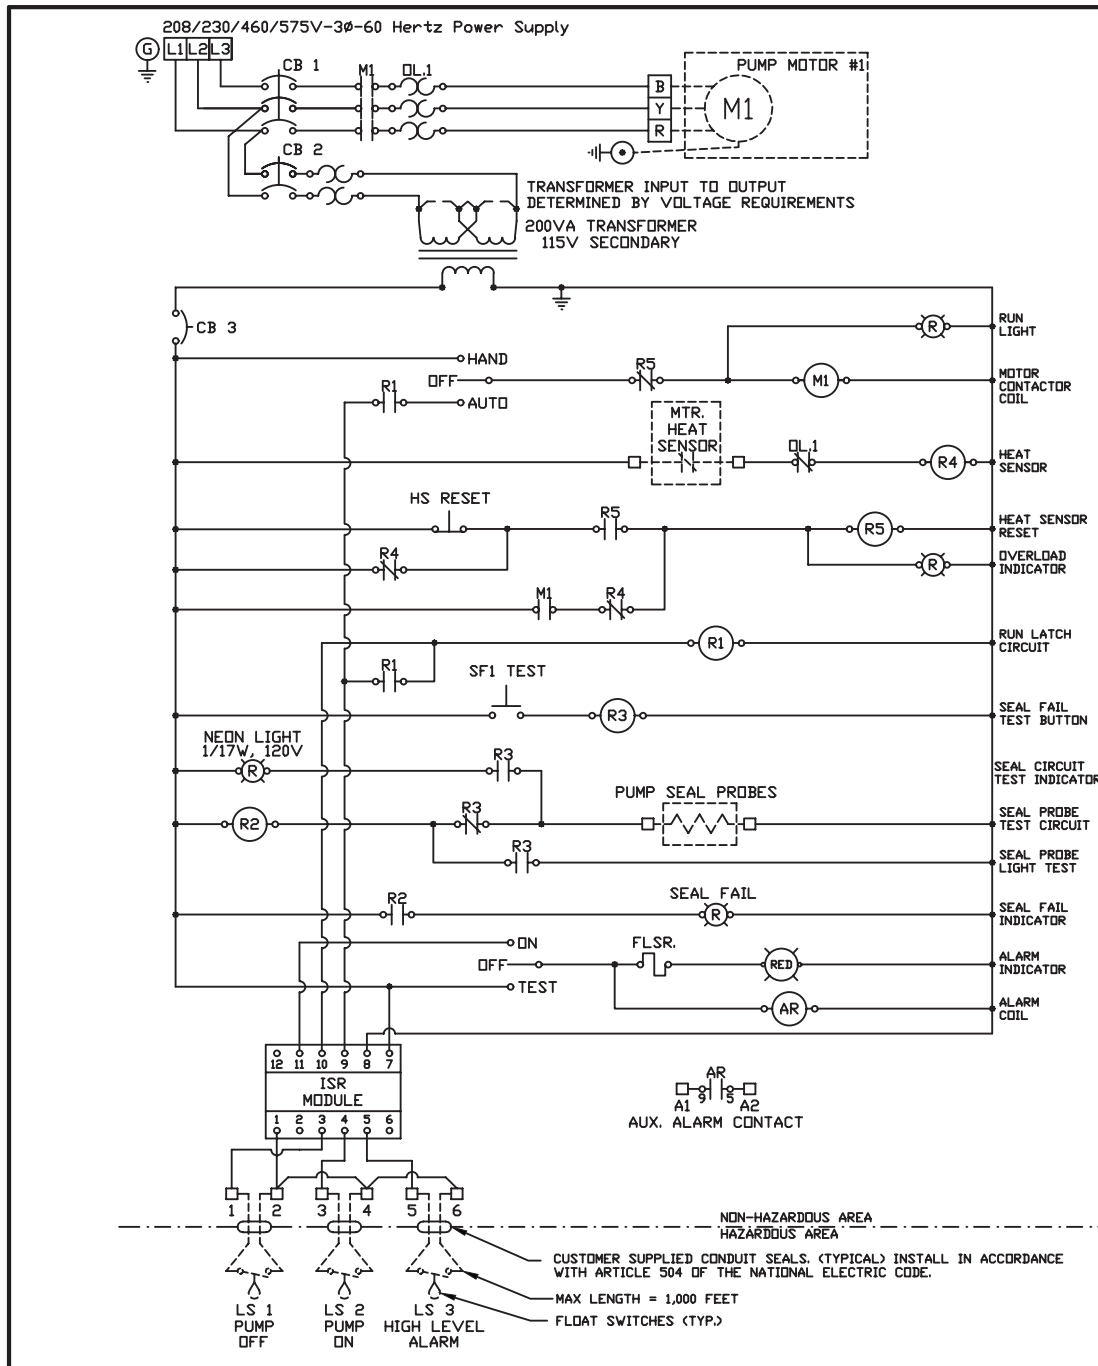 208/230/460/575V-3Ø-60 Hertz Power Supply
G L1 L2 L3
CB 1
M1
OL.1
PUMP MOTOR #1
B
Y
R
M1
CB 2
TRANSFORMER INPUT TO OUTPUT
DETERMINED BY VOLTAGE REQUIREMENTS
200VA TRANSFORMER
115V SECONDARY
CB 3
R
RUN
LIGHT
HAND
OFF
R5
M1
MOTOR
CONTACTOR
COIL
R1
AUTO
MTR.
HEAT
SENSOR
OL.1
R4
HEAT
SENSOR
HS RESET
R5
R5
HEAT SENSOR
RESET
R4
R
OVERLOAD
INDICATOR
M1
R4
R1
RUN LATCH
CIRCUIT
R1
SF1 TEST
R3
SEAL FAIL
TEST BUTTON
NEON LIGHT
1/17W, 120V
R
R3
SEAL CIRCUIT
TEST INDICATOR
PUMP SEAL PROBES
R2
R3
SEAL PROBE
TEST CIRCUIT
R3
SEAL PROBE
LIGHT TEST
R2
SEAL FAIL
R
SEAL FAIL
INDICATOR
ON
OFF
FLSR.
RED
ALARM
INDICATOR
TEST
AR
ALARM
COIL
12 11 10 9 8 7
ISR
MODULE
1 2 3 4 5 6
AR
A1 9 5 A2
AUX. ALARM CONTACT
1 2 3 4 5 6
NON-HAZARDOUS AREA
HAZARDOUS AREA
CUSTOMER SUPPLIED CONDUIT SEALS. (TYPICAL) INSTALL IN ACCORDANCE
WITH ARTICLE 504 OF THE NATIONAL ELECTRIC CODE.
MAX LENGTH = 1,000 FEET
FLOAT SWITCHES (TYP.)
LS 1
PUMP
OFF
LS 2
PUMP
ON
LS 3
HIGH LEVEL
ALARM